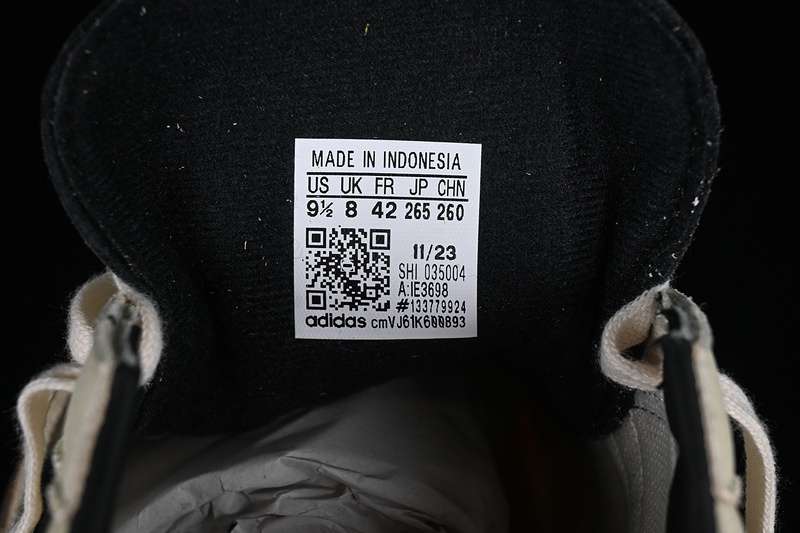 MADE IN INDONESIA
US UK FR JP CHN
9½ 8 42 265 260
11/23
SHI 035004
A:IE3698
#133779924
adidas cmVJ61K600893